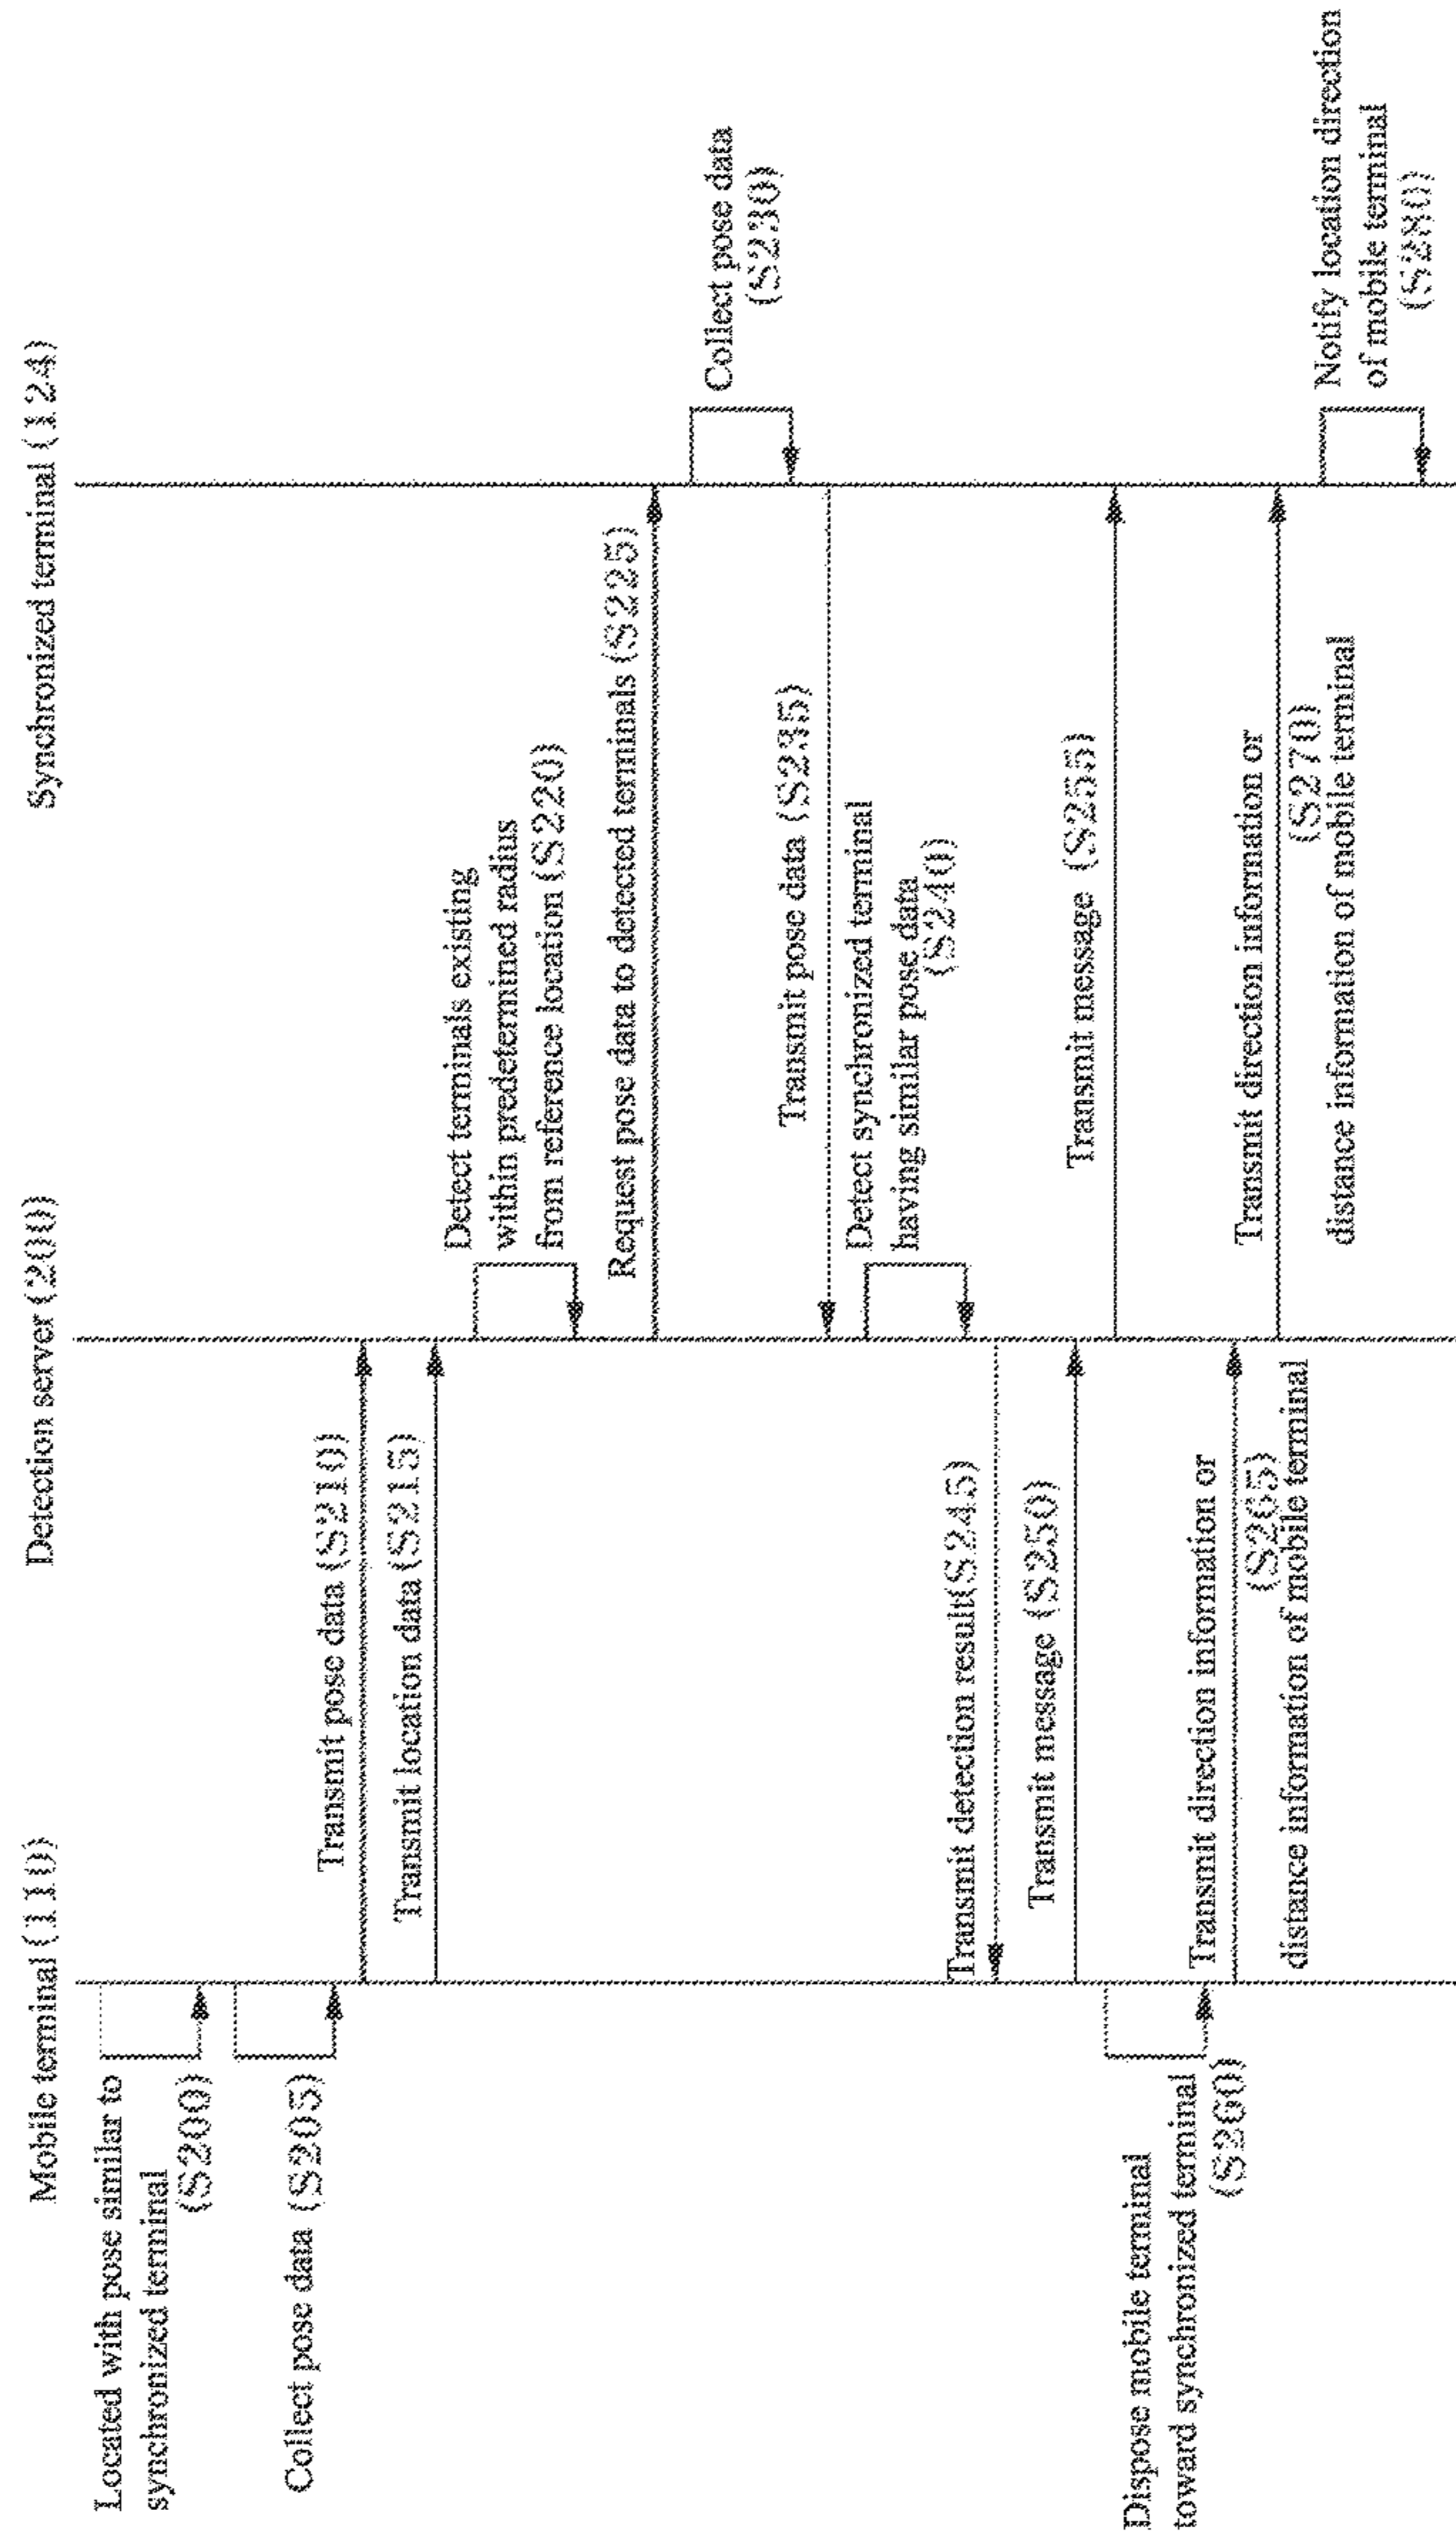 Mobile terminal (110)
Detection server (200)
Synchronized terminal (124)
Located with pose similar to
synchronized terminal
(S200)
Collect pose data (S205)
Transmit pose data (S210)
Transmit location data (S215)
Detect terminals existing
within predetermined radius
from reference location (S220)
Request pose data to detected terminals (S225)
Collect pose data
(S230)
Transmit pose data (S235)
Detect synchronized terminal
having similar pose data
(S240)
Transmit detection result(S245)
Transmit message (S250)
Transmit message (S255)
Dispose mobile terminal
toward synchronized terminal
(S260)
Transmit direction information or
(S265)
distance information of mobile terminal
Transmit direction information or
(S270)
distance information of mobile terminal
Notify location direction
of mobile terminal
(S280)